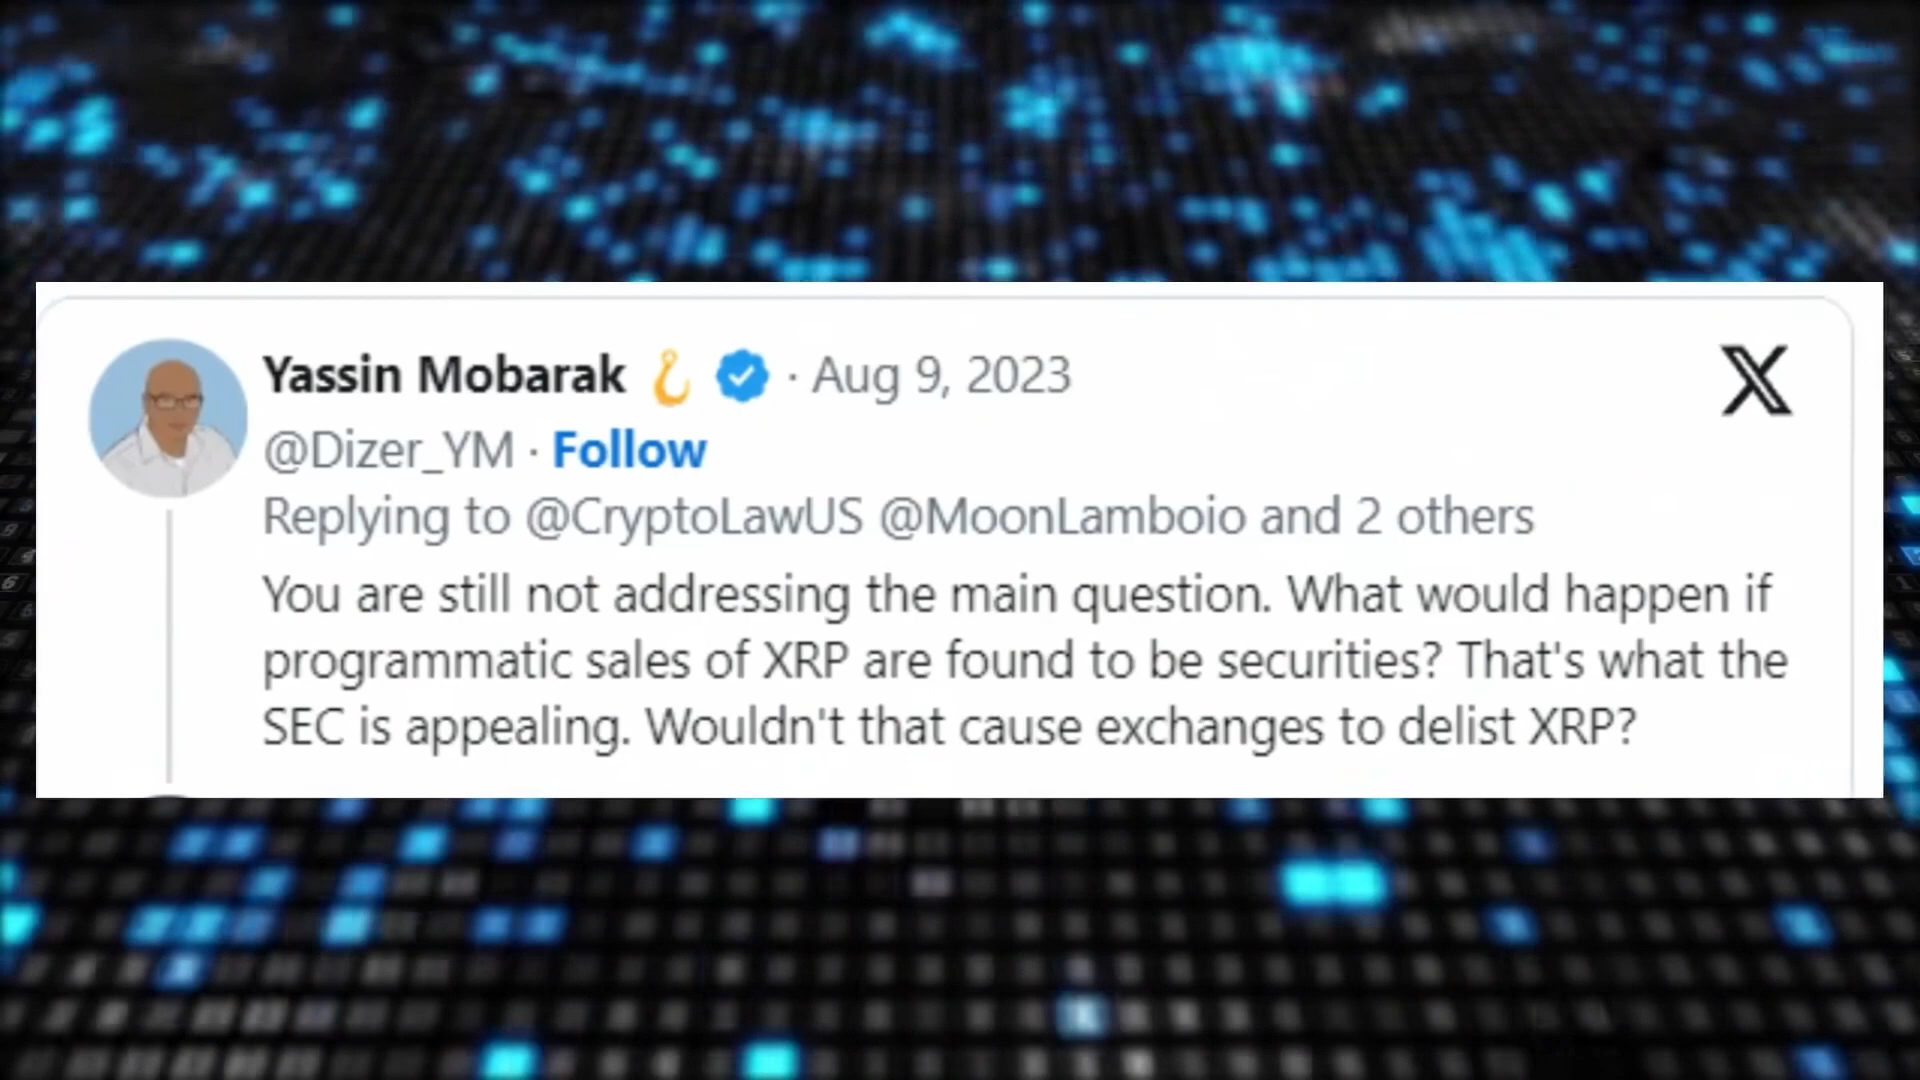 Yassin Mobarak · Aug 9, 2023
@Dizer_YM · Follow
Replying to @CryptoLawUS @MoonLamboio and 2 others
You are still not addressing the main question. What would happen if
programmatic sales of XRP are found to be securities? That's what the
SEC is appealing. Wouldn't that cause exchanges to delist XRP?